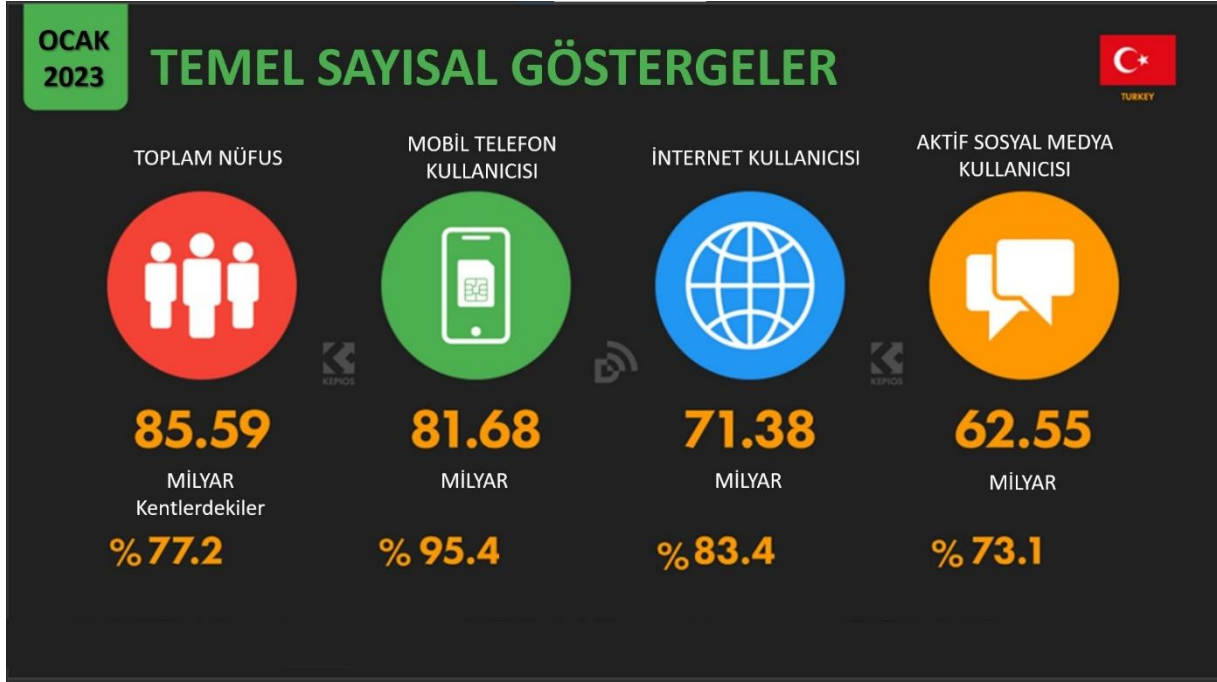 OCAK
2023
TEMEL SAYISAL GÖSTERGELER
TURKEY
TOPLAM NÜFUS
MOBİL TELEFON
KULLANICISI
İNTERNET KULLANICISI
AKTİF SOSYAL MEDYA
KULLANICISI
KEPIOS
KEPIOS
85.59
81.68
71.38
62.55
MİLYAR
Kentlerdekiler
MİLYAR
MİLYAR
MİLYAR
% 77.2
% 95.4
% 83.4
% 73.1